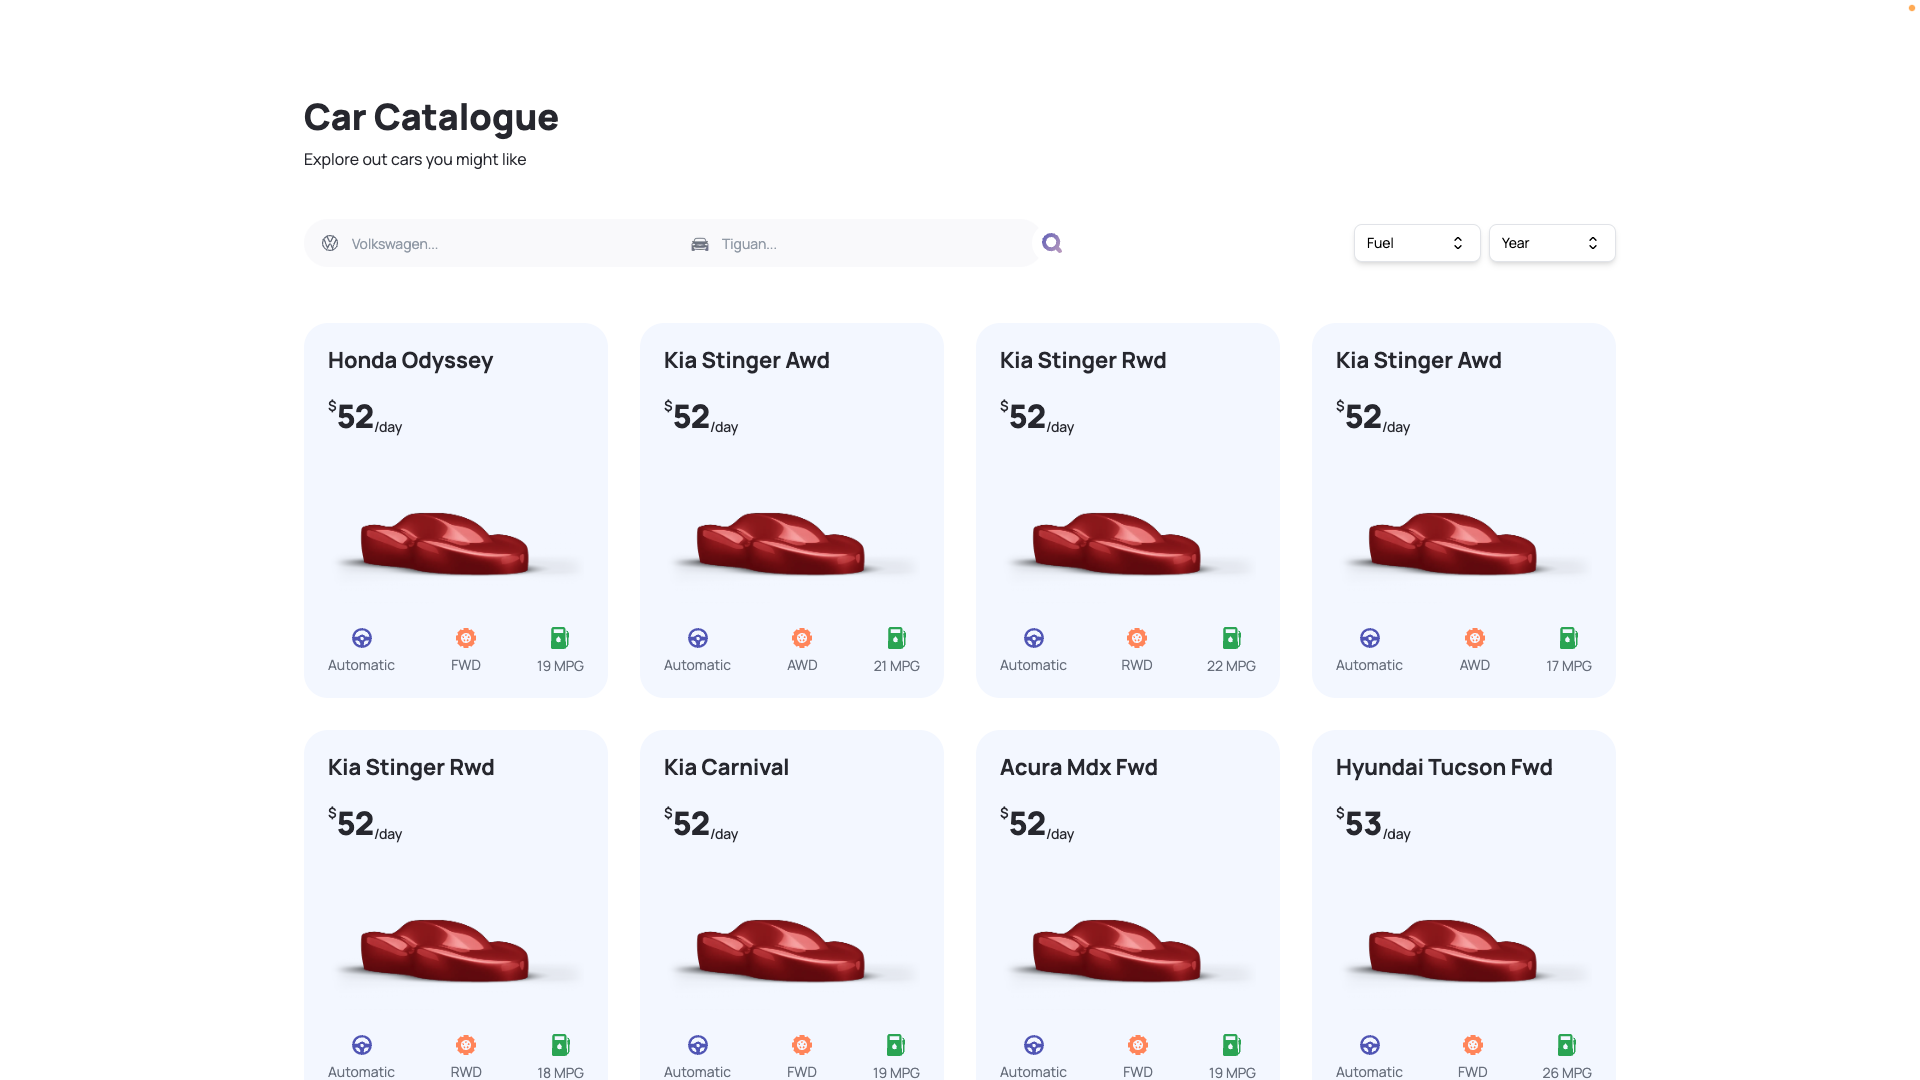 Car Catalogue
Explore out cars you might like
Volkswagen... Tiguan... Fuel Year
Honda Odyssey
$52/day
Automatic FWD 19 MPG
Kia Stinger Awd
$52/day
Automatic AWD 21 MPG
Kia Stinger Rwd
$52/day
Automatic RWD 22 MPG
Kia Stinger Awd
$52/day
Automatic AWD 17 MPG
Kia Stinger Rwd
$52/day
Automatic RWD 18 MPG
Kia Carnival
$52/day
Automatic FWD 19 MPG
Acura Mdx Fwd
$52/day
Automatic FWD 19 MPG
Hyundai Tucson Fwd
$53/day
Automatic FWD 26 MPG